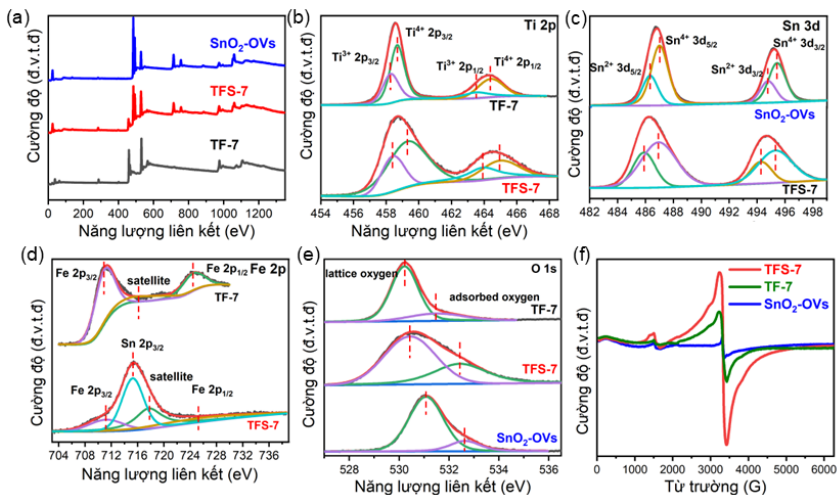 (a)
SnO₂-OVs
TFS-7
TF-7
Cường độ (đ.v.t.đ)
0 200 400 600 800 1000 1200
Năng lượng liên kết (eV)
(b)
Ti 2p
Ti⁴⁺ 2p₃/₂
Ti³⁺ 2p₃/₂
Ti³⁺ 2p₁/₂
Ti⁴⁺ 2p₁/₂
TF-7
TFS-7
Cường độ (đ.v.t.đ)
454 456 458 460 462 464 466 468
Năng lượng liên kết (eV)
(c)
Sn 3d
Sn⁴⁺ 3d₅/₂
Sn⁴⁺ 3d₃/₂
Sn²⁺ 3d₅/₂
Sn²⁺ 3d₃/₂
SnO₂-OVs
TFS-7
Cường độ (đ.v.t.đ)
482 484 486 488 490 492 494 496 498
Năng lượng liên kết (eV)
(d)
Fe 2p₃/₂
satellite
Fe 2p₁/₂
Fe 2p
TF-7
Sn 2p₃/₂
satellite
Fe 2p₃/₂
Fe 2p₁/₂
TFS-7
Cường độ (đ.v.t.đ)
704 708 712 716 720 724 728 732 736
Năng lượng liên kết (eV)
(e)
O 1s
lattice oxygen
adsorbed oxygen
TF-7
TFS-7
SnO₂-OVs
Cường độ (đ.v.t.đ)
528 530 532 534 536
Năng lượng liên kết (eV)
(f)
TFS-7
TF-7
SnO₂-OVs
Cường độ (đ.v.t.đ)
0 1000 2000 3000 4000 5000 6000
Từ trường (G)